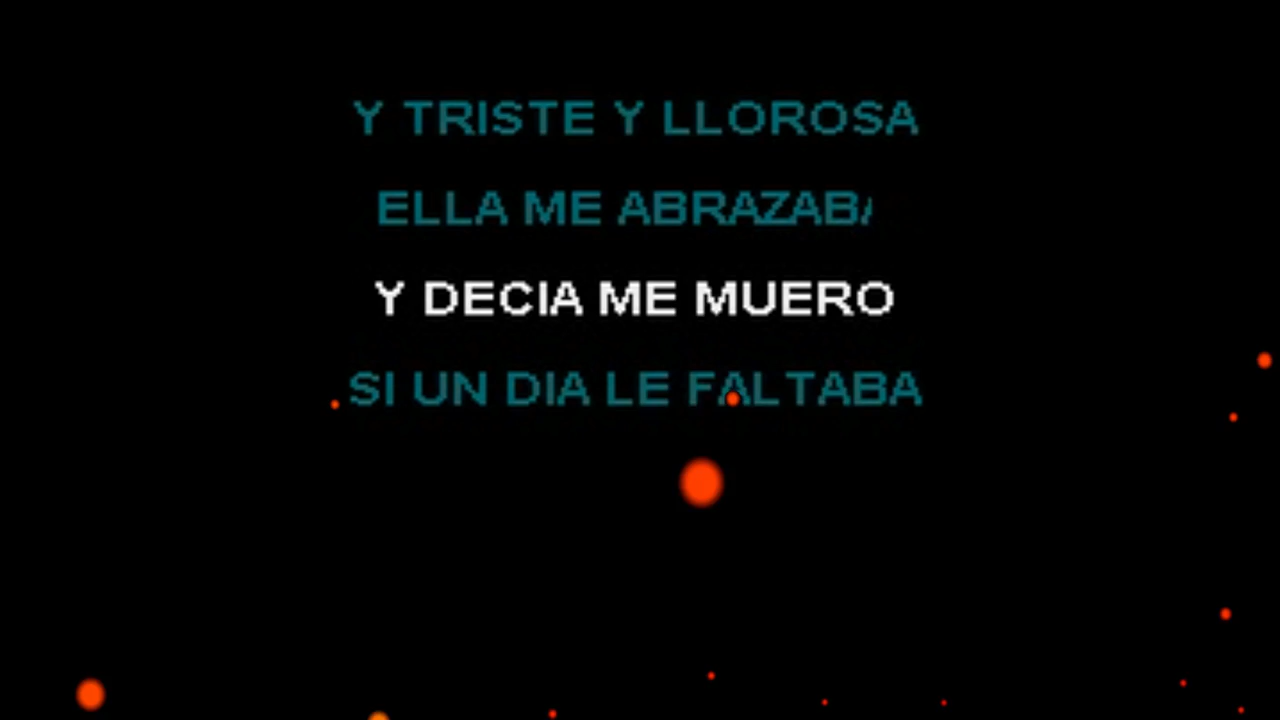 Y TRISTE Y LLOROSA
ELLA ME ABRAZABA
Y DECIA ME MUERO
SI UN DIA LE FALTABA